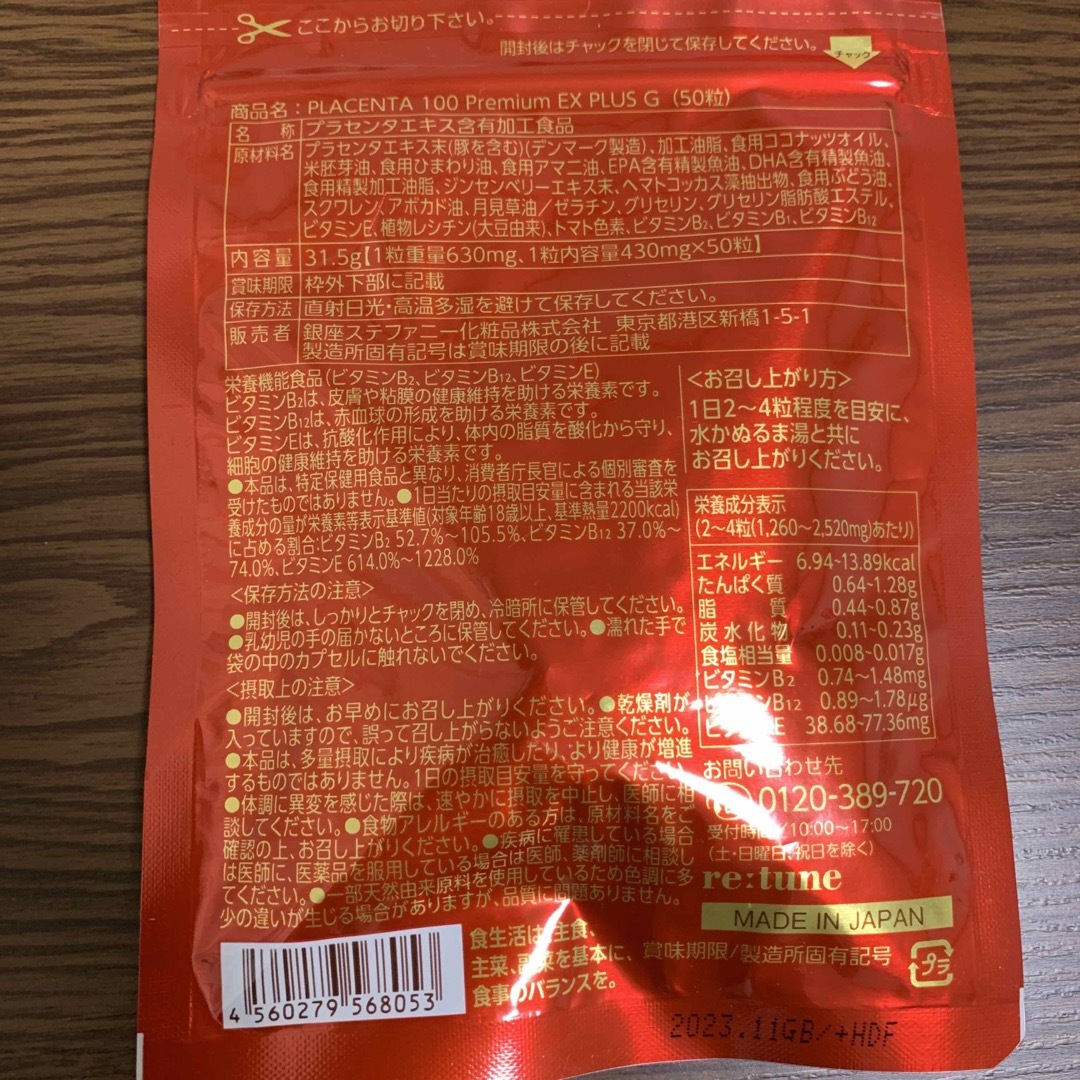 ここからお切り下さい。
開封後はチャックを閉じて保存してください。
チャック
商品名：PLACENTA 100 Premium EX PLUS G（50粒）
名称 プラセンタエキス含有加工食品
原材料名 プラセンタエキス末(豚を含む)(デンマーク製造)、加工油脂、食用ココナッツオイル、
米胚芽油、食用ひまわり油、食用アマニ油、EPA含有精製魚油、DHA含有精製魚油、
食用精製加工油脂、ジンセンベリーエキス末、ヘマトコッカス藻抽出物、食用ぶどう油、
スクワレン、アボカド油、月見草油／ゼラチン、グリセリン、グリセリン脂肪酸エステル、
ビタミンE、植物レシチン(大豆由来)、トマト色素、ビタミンB2、ビタミンB1、ビタミンB12
内容量 31.5g【1粒重量630mg、1粒内容量430mg×50粒】
賞味期限 枠外下部に記載
保存方法 直射日光・高温多湿を避けて保存してください。
販売者 銀座ステファニー化粧品株式会社 東京都港区新橋1-5-1
製造所固有記号は賞味期限の後に記載
栄養機能食品(ビタミンB2、ビタミンB12、ビタミンE)
ビタミンB2は、皮膚や粘膜の健康維持を助ける栄養素です。
ビタミンB12は、赤血球の形成を助ける栄養素です。
ビタミンEは、抗酸化作用により、体内の脂質を酸化から守り、
細胞の健康維持を助ける栄養素です。
●本品は、特定保健用食品と異なり、消費者庁長官による個別審査を
受けたものではありません。●1日当たりの摂取目安量に含まれる当該栄
養成分の量が栄養素等表示基準値(対象年齢18歳以上、基準熱量2200kcal)
に占める割合:ビタミンB2 52.7%～105.5%、ビタミンB12 37.0%～
74.0%、ビタミンE 614.0%～1228.0%
＜保存方法の注意＞
●開封後は、しっかりとチャックを閉め、冷暗所に保管してください。
●乳幼児の手の届かないところに保管してください。●濡れた手で
袋の中のカプセルに触れないでください。
＜摂取上の注意＞
●開封後は、お早めにお召し上がりください。●乾燥剤が
入っていますので、誤って召し上がらないようご注意ください。
●本品は、多量摂取により疾病が治癒したり、より健康が増進
するものではありません。1日の摂取目安量を守ってください。
●体調に異変を感じた際は、速やかに摂取を中止し、医師に相
談してください。●食物アレルギーのある方は、原材料名をご
確認の上、お召し上がりください。●疾病に罹患している場合
は医師に、医薬品を服用している場合は医師、薬剤師に相談し
てください。●一部天然由来原料を使用しているため色調に多
少の違いが生じる場合がありますが、品質に問題ありません。
＜お召し上がり方＞
1日2～4粒程度を目安に、
水かぬるま湯と共に
お召し上がりください。
栄養成分表示
(2～4粒(1,260～2,520mg)あたり)
エネルギー 6.94~13.89kcal
たんぱく質 0.64~1.28g
脂質 0.44~0.87g
炭水化物 0.11~0.23g
食塩相当量 0.008~0.017g
ビタミンB2 0.74~1.48mg
ビタミンB12 0.89~1.78μg
ビタミンE 38.68~77.36mg
お問い合わせ先
0120-389-720
受付時間／10:00～17:00
(土・日曜日、祝日を除く)
re:tune
MADE IN JAPAN
食生活は、主食、
主菜、副菜を基本に、
食事のバランスを。
賞味期限/製造所固有記号
プラ
4 560279 568053
2023.11GB/+HDF